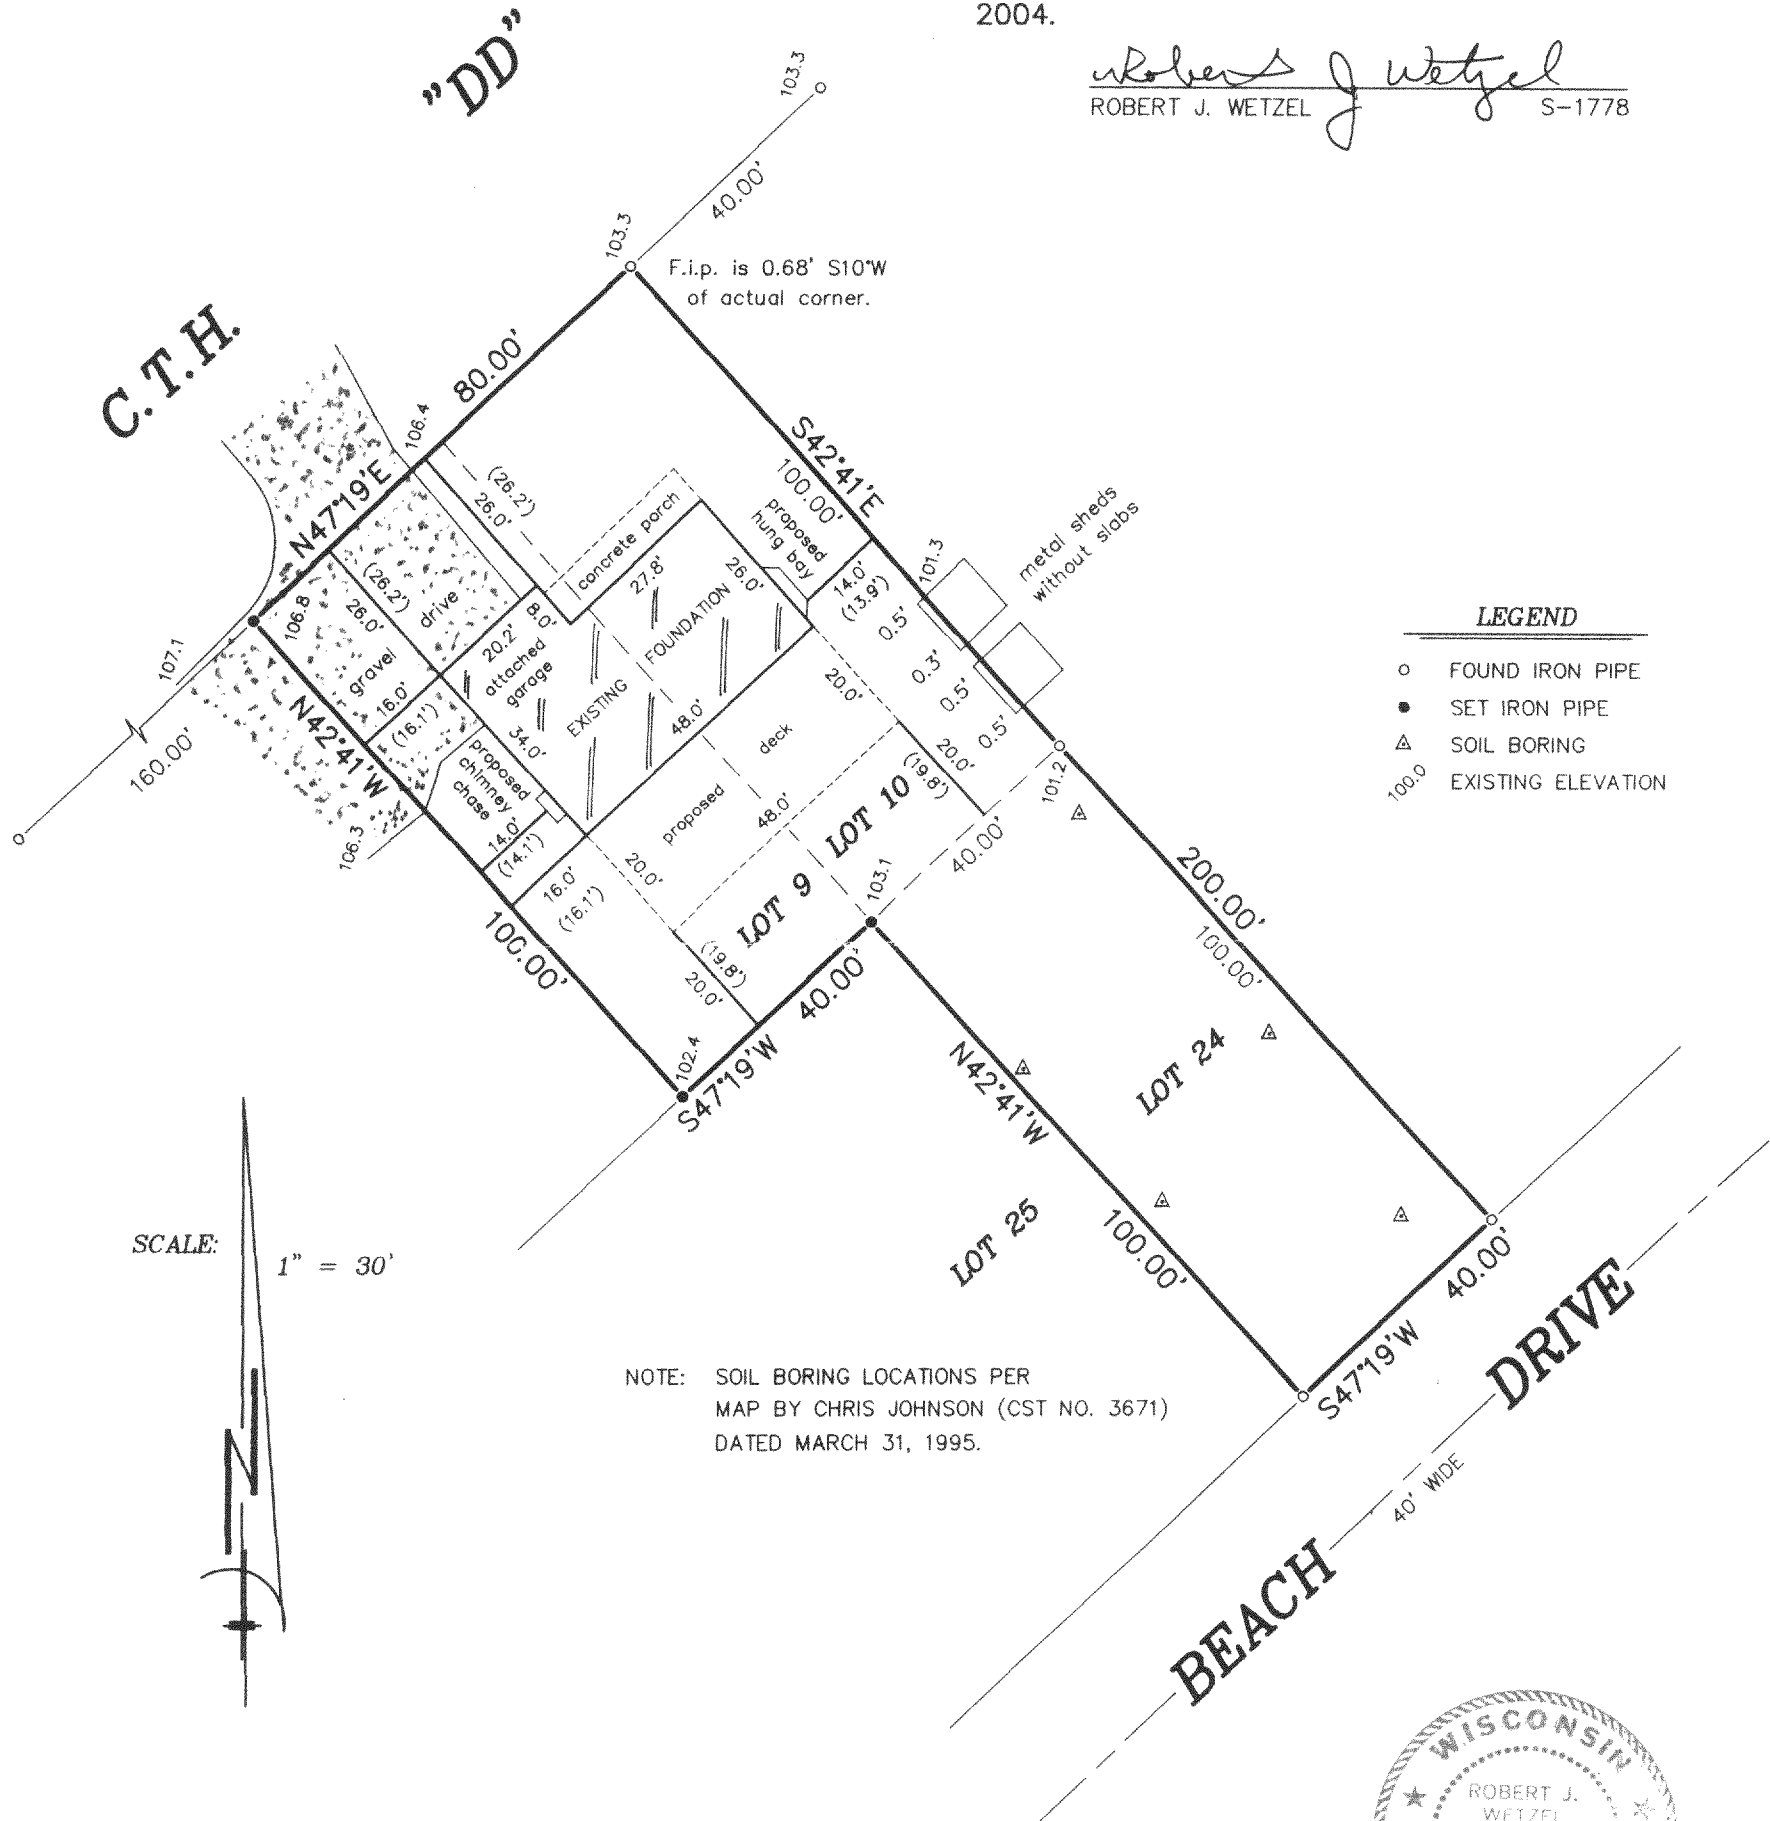 2004.
Robert J Wetzel
ROBERT J. WETZEL S-1778
"DD"
103.3
40.00'
103.3
F.i.p. is 0.68' S10°W
of actual corner.
C.T.H.
80.00'
106.4
N47°19'E
S42°41'E
100.00'
(26.2')
26.0'
concrete porch
proposed
hung bay
27.8'
26.0'
14.0'
(13.9')
101.3
metal sheds
without slabs
0.5'
0.3'
0.5'
0.5'
106.8
107.1
(26.2')
26.0'
drive
gravel
8.0'
20.2'
attached
garage
EXISTING
FOUNDATION
16.0'
(16.1')
34.0'
48.0'
20.0'
deck
proposed
48.0'
20.0'
(19.8')
101.2
N42°41'W
160.00'
proposed
chimney
chase
14.0'
(14.1')
106.3
16.0'
(16.1')
20.0'
LOT 10
LOT 9
40.00'
103.1
100.00'
(19.8')
20.0'
40.00'
102.4
S47°19'W
LEGEND
FOUND IRON PIPE
SET IRON PIPE
SOIL BORING
100.0 EXISTING ELEVATION
200.00'
100.00'
LOT 24
N42°41'W
100.00'
LOT 25
40.00'
S47°19'W
SCALE:
1" = 30'
N
NOTE: SOIL BORING LOCATIONS PER
MAP BY CHRIS JOHNSON (CST NO. 3671)
DATED MARCH 31, 1995.
BEACH DRIVE
40' WIDE
WISCONSIN
ROBERT J.
WETZEL